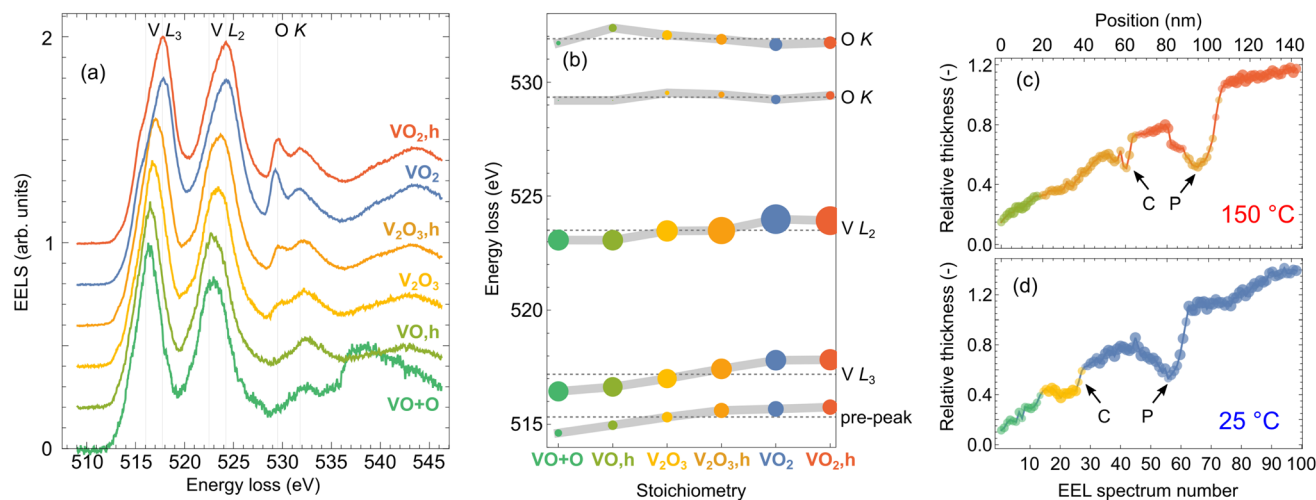 V L3 V L2 O K
(a)
2
1
0
EELS (arb. units)
VO2,h
VO2
V2O3,h
V2O3
VO,h
VO+O
510 515 520 525 530 535 540 545
Energy loss (eV)
(b)
530
525
520
515
Energy loss (eV)
O K
O K
V L2
V L3
pre-peak
VO+O VO,h V2O3 V2O3,h VO2 VO2,h
Stoichiometry
Position (nm)
0 20 40 60 80 100 120 140
(c)
1.2
0.8
0.4
0.0
Relative thickness (-)
C P
150 °C
(d)
1.2
0.8
0.4
0.0
Relative thickness (-)
C P
25 °C
0 10 20 30 40 50 60 70 80 90 100
EEL spectrum number